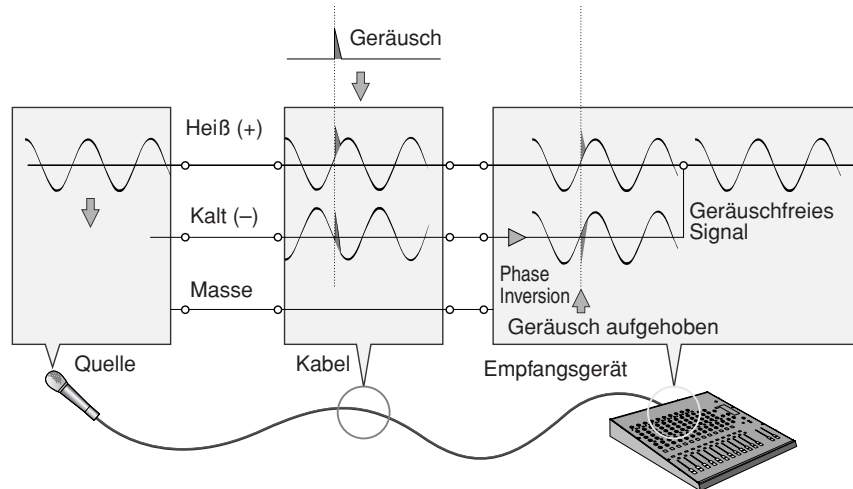 Geräusch
Heiß (+)
Kalt (–)
Masse
Geräuschfreies
Signal
Phase
Inversion
Geräusch aufgehoben
Quelle
Kabel
Empfangsgerät